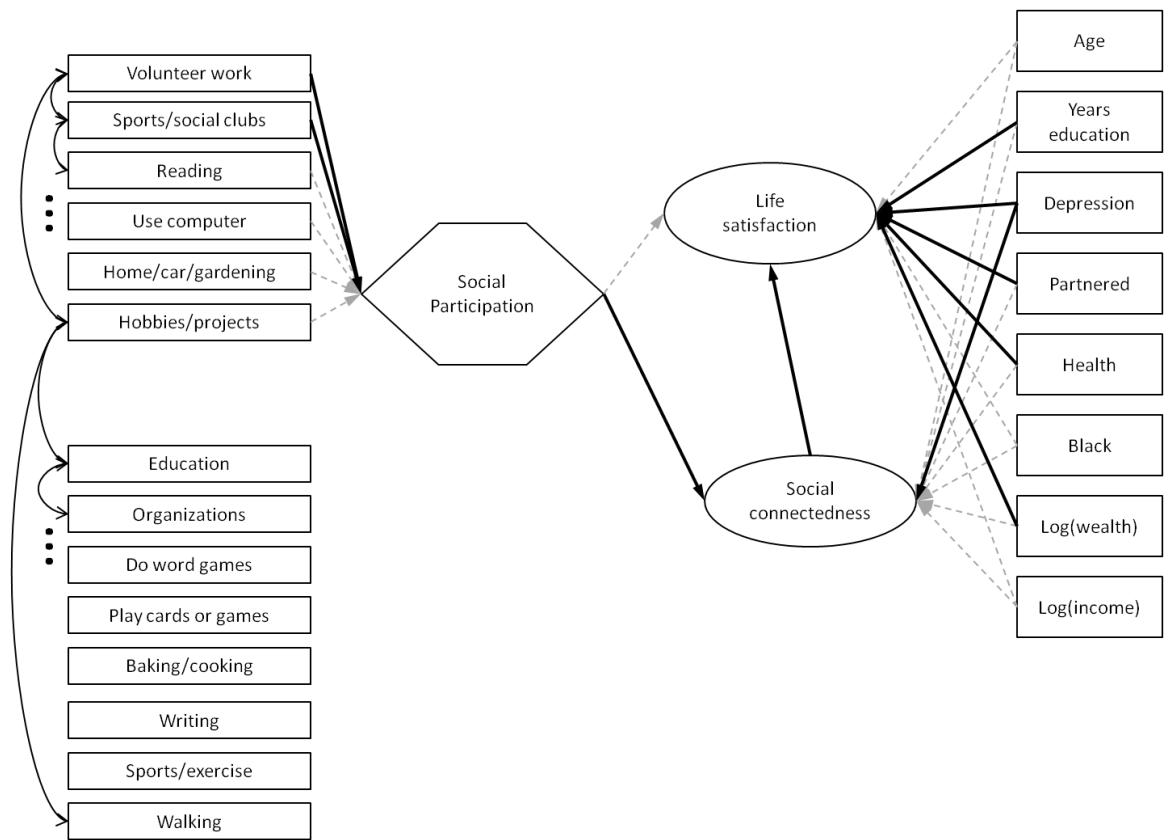 Volunteer work
Sports/social clubs
Reading
Use computer
Home/car/gardening
Hobbies/projects
Education
Organizations
Do word games
Play cards or games
Baking/cooking
Writing
Sports/exercise
Walking
Social
Participation
Life
satisfaction
Social
connectedness
Age
Years
education
Depression
Partnered
Health
Black
Log(wealth)
Log(income)